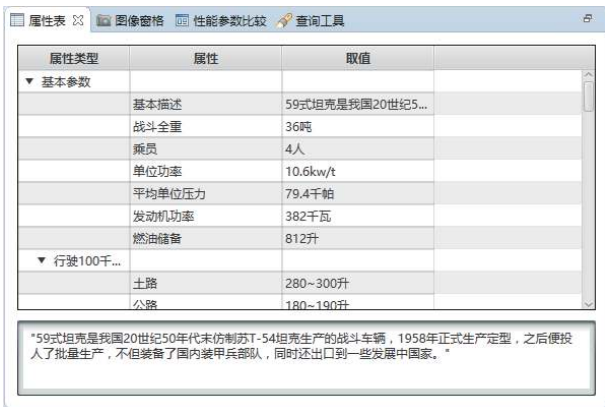 属性表 图像窗格 性能参数比较 查询工具
属性类型 属性 取值
基本参数
基本描述 59式坦克是我国20世纪5...
战斗全重 36吨
乘员 4人
单位功率 10.6kw/t
平均单位压力 79.4千帕
发动机功率 382千瓦
燃油储备 812升
行驶100千...
土路 280~300升
公路 180~190升
"59式坦克是我国20世纪50年代末仿制苏T-54坦克生产的战斗车辆，1958年正式生产定型，之后便投
入了批量生产，不但装备了国内装甲兵部队，同时还出口到一些发展中国家。"